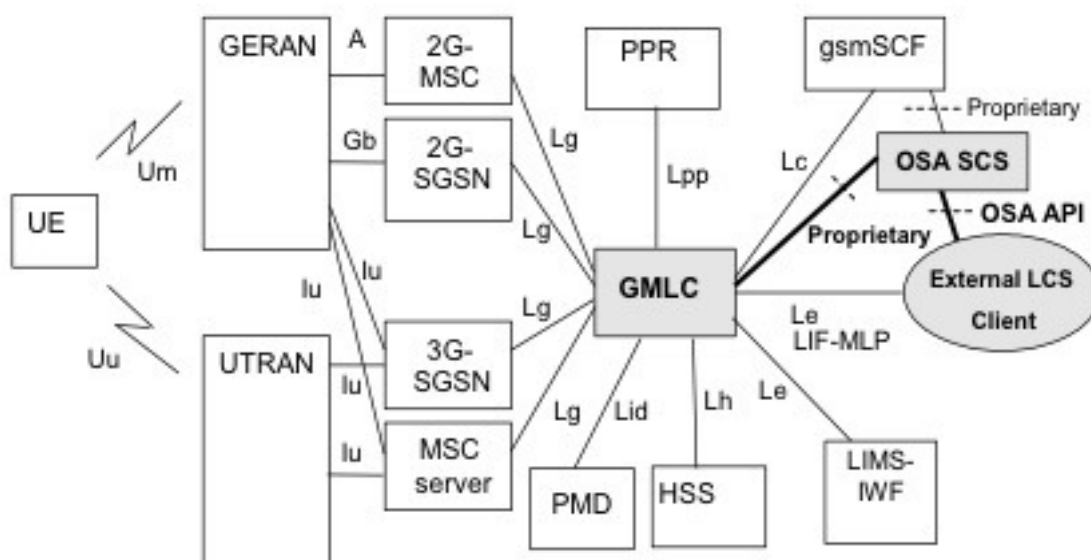 GERAN
A
2G-
MSC
PPR
gsmSCF
Proprietary
Gb
2G-
SGSN
Lg
Lc
OSA SCS
Um
Lpp
UE
Lg
OSA API
Proprietary
Iu
Iu
GMLC
External LCS
Client
Uu
UTRAN
Iu
3G-
SGSN
Lg
Le
LIF-MLP
Iu
MSC
server
Lg
Lid
Lh
Le
PMD
HSS
LIMS-
IWF